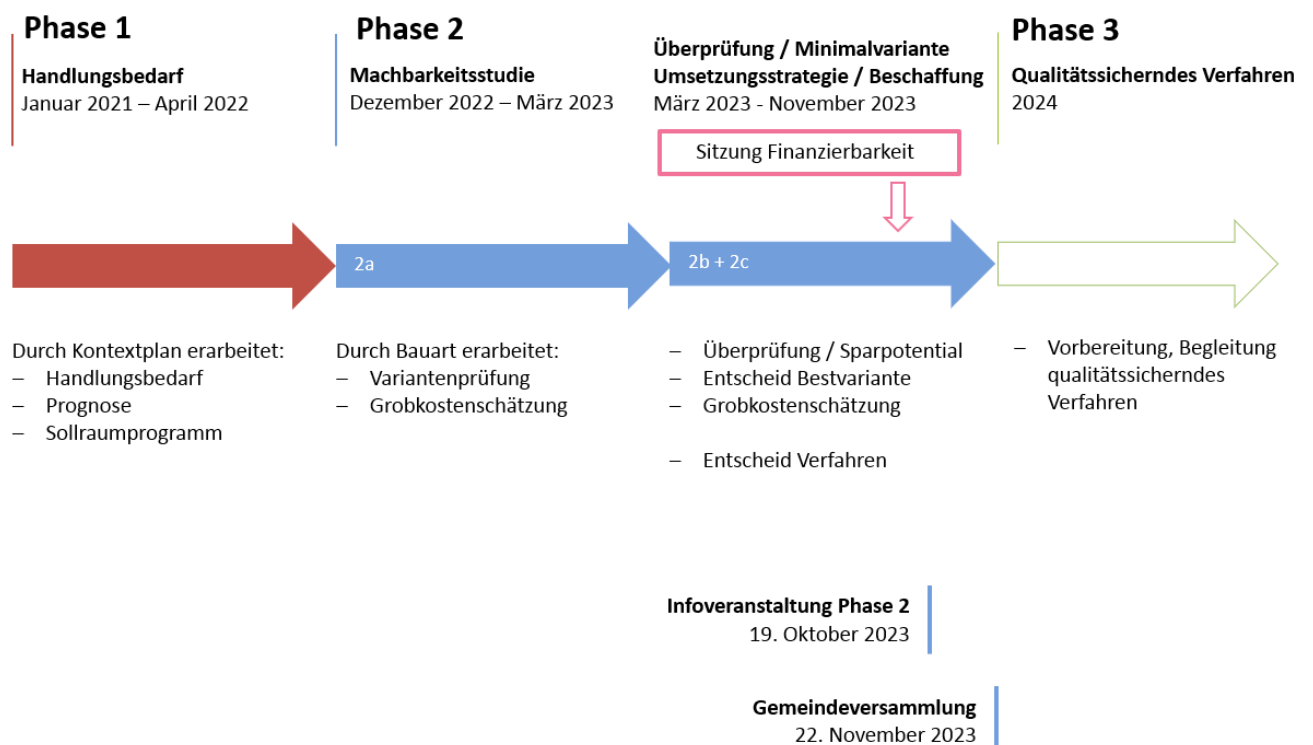 Phase 1
Handlungsbedarf
Januar 2021 – April 2022
Phase 2
Machbarkeitsstudie
Dezember 2022 – März 2023
Überprüfung / Minimalvariante
Umsetzungsstrategie / Beschaffung
März 2023 - November 2023
Sitzung Finanzierbarkeit
Phase 3
Qualitätssicherndes Verfahren
2024
2a
2b + 2c
Durch Kontextplan erarbeitet:
– Handlungsbedarf
– Prognose
– Sollraumprogramm
Durch Bauart erarbeitet:
– Variantenprüfung
– Grobkostenschätzung
– Überprüfung / Sparpotential
– Entscheid Bestvariante
– Grobkostenschätzung
– Entscheid Verfahren
– Vorbereitung, Begleitung
qualitätssicherndes
Verfahren
Infoveranstaltung Phase 2
19. Oktober 2023
Gemeindeversammlung
22. November 2023